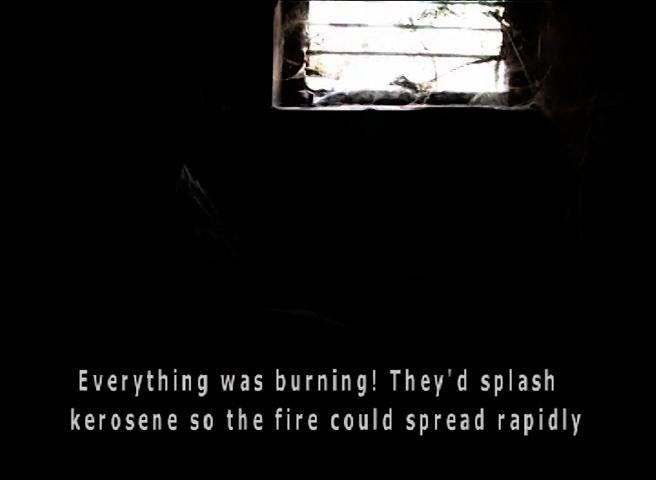 Everything was burning! They'd splash
kerosene so the fire could spread rapidly